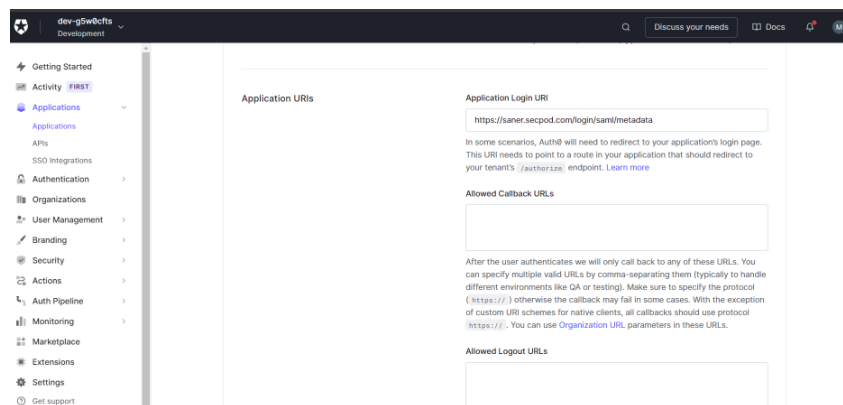 dev-g5w0cfts
Development
Discuss your needs
Docs
M
Getting Started
Activity FIRST
Applications
Applications
APIs
SSO Integrations
Authentication
Organizations
User Management
Branding
Security
Actions
Auth Pipeline
Monitoring
Marketplace
Extensions
Settings
Get support
Application URIs
Application Login URI
https://saner.secpod.com/login/saml/metadata
In some scenarios, Auth0 will need to redirect to your application's login page.
This URI needs to point to a route in your application that should redirect to
your tenant's /authorize endpoint. Learn more
Allowed Callback URLs
After the user authenticates we will only call back to any of these URLs. You
can specify multiple valid URLs by comma-separating them (typically to handle
different environments like QA or testing). Make sure to specify the protocol
( https:// ) otherwise the callback may fail in some cases. With the exception
of custom URI schemes for native clients, all callbacks should use protocol
https:// . You can use Organization URL parameters in these URLs.
Allowed Logout URLs